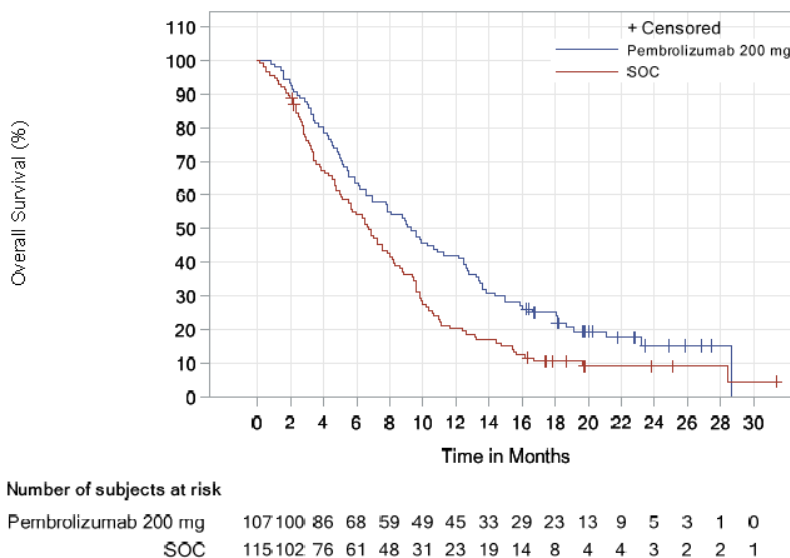 110
+ Censored
100
Pembrolizumab 200 mg
90
SOC
80
70
60
50
40
30
20
10
0
Overall Survival (%)
0 2 4 6 8 10 12 14 16 18 20 22 24 26 28 30
Time in Months
Number of subjects at risk
Pembrolizumab 200 mg 107 100 86 68 59 49 45 33 29 23 13 9 5 3 1 0
SOC 115 102 76 61 48 31 23 19 14 8 4 4 3 2 2 1